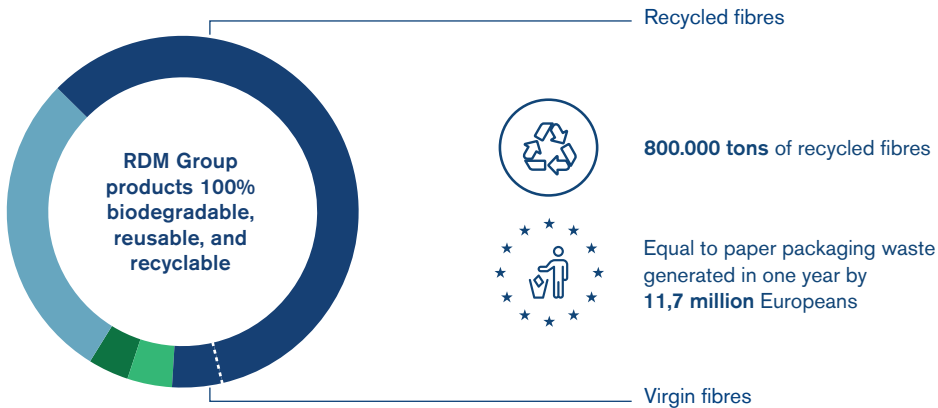 Recycled fibres
RDM Group
products 100%
biodegradable,
reusable, and
recyclable
800.000 tons of recycled fibres
Equal to paper packaging waste
generated in one year by
11,7 million Europeans
Virgin fibres